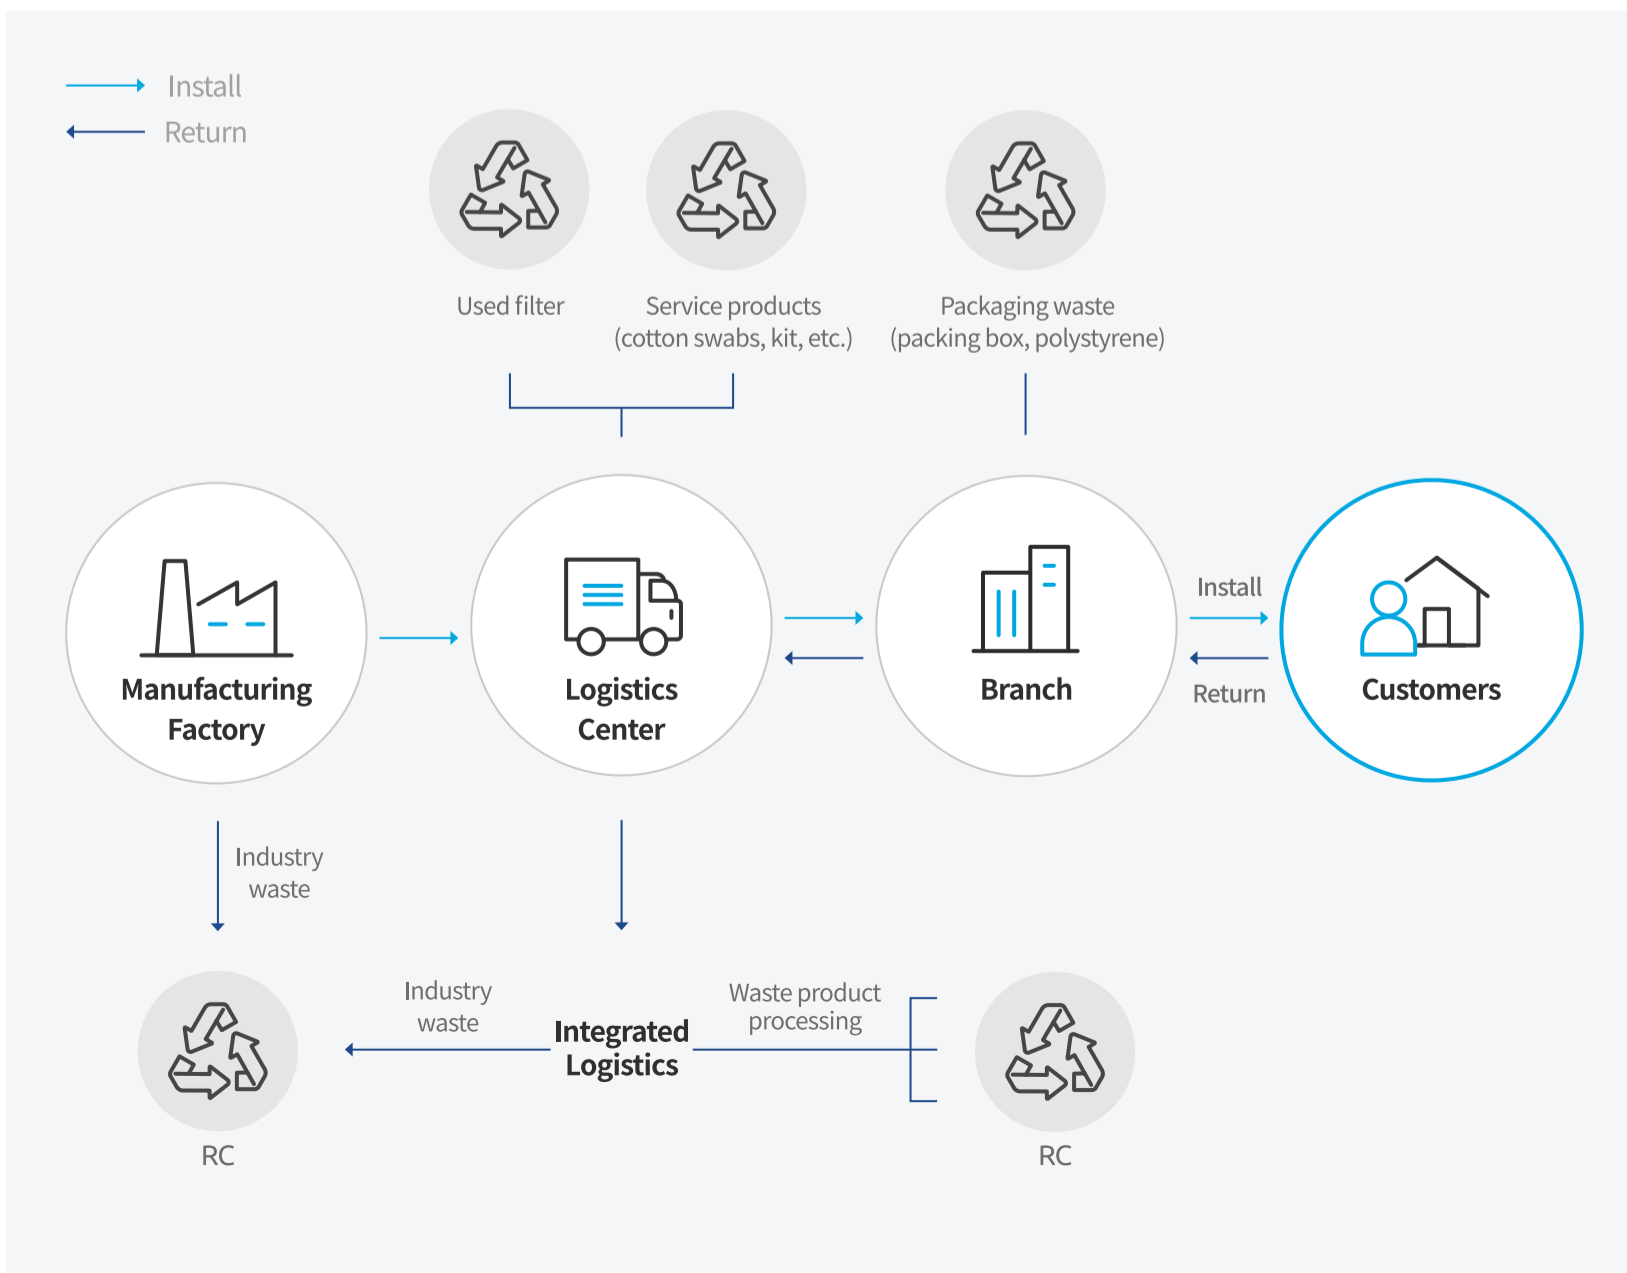 Install
Return
Used filter
Service products
(cotton swabs, kit, etc.)
Packaging waste
(packing box, polystyrene)
Manufacturing
Factory
Logistics
Center
Branch
Install
Return
Customers
Industry
waste
Industry
waste
Integrated
Logistics
Waste product
processing
RC
RC